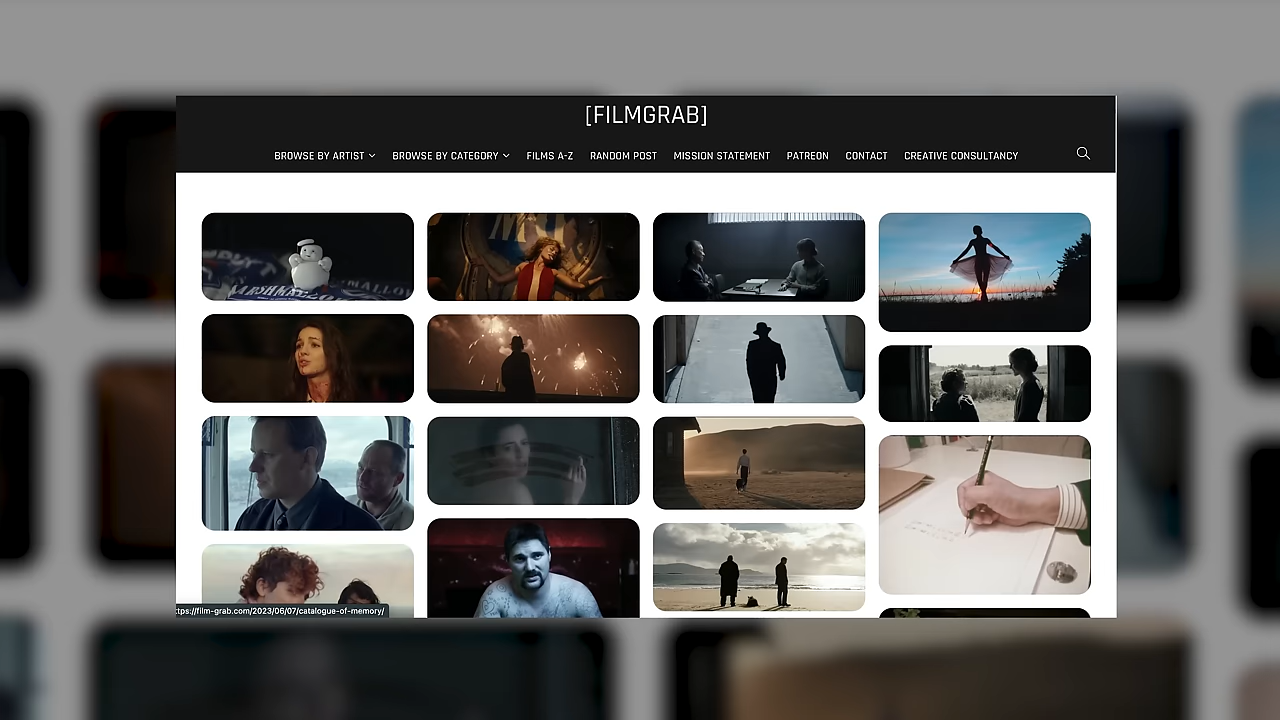 [FILMGRAB]
BROWSE BY ARTIST
BROWSE BY CATEGORY
FILMS A-Z
RANDOM POST
MISSION STATEMENT
PATREON
CONTACT
CREATIVE CONSULTANCY
tps://film-grab.com/2023/06/07/catalogue-of-memory/